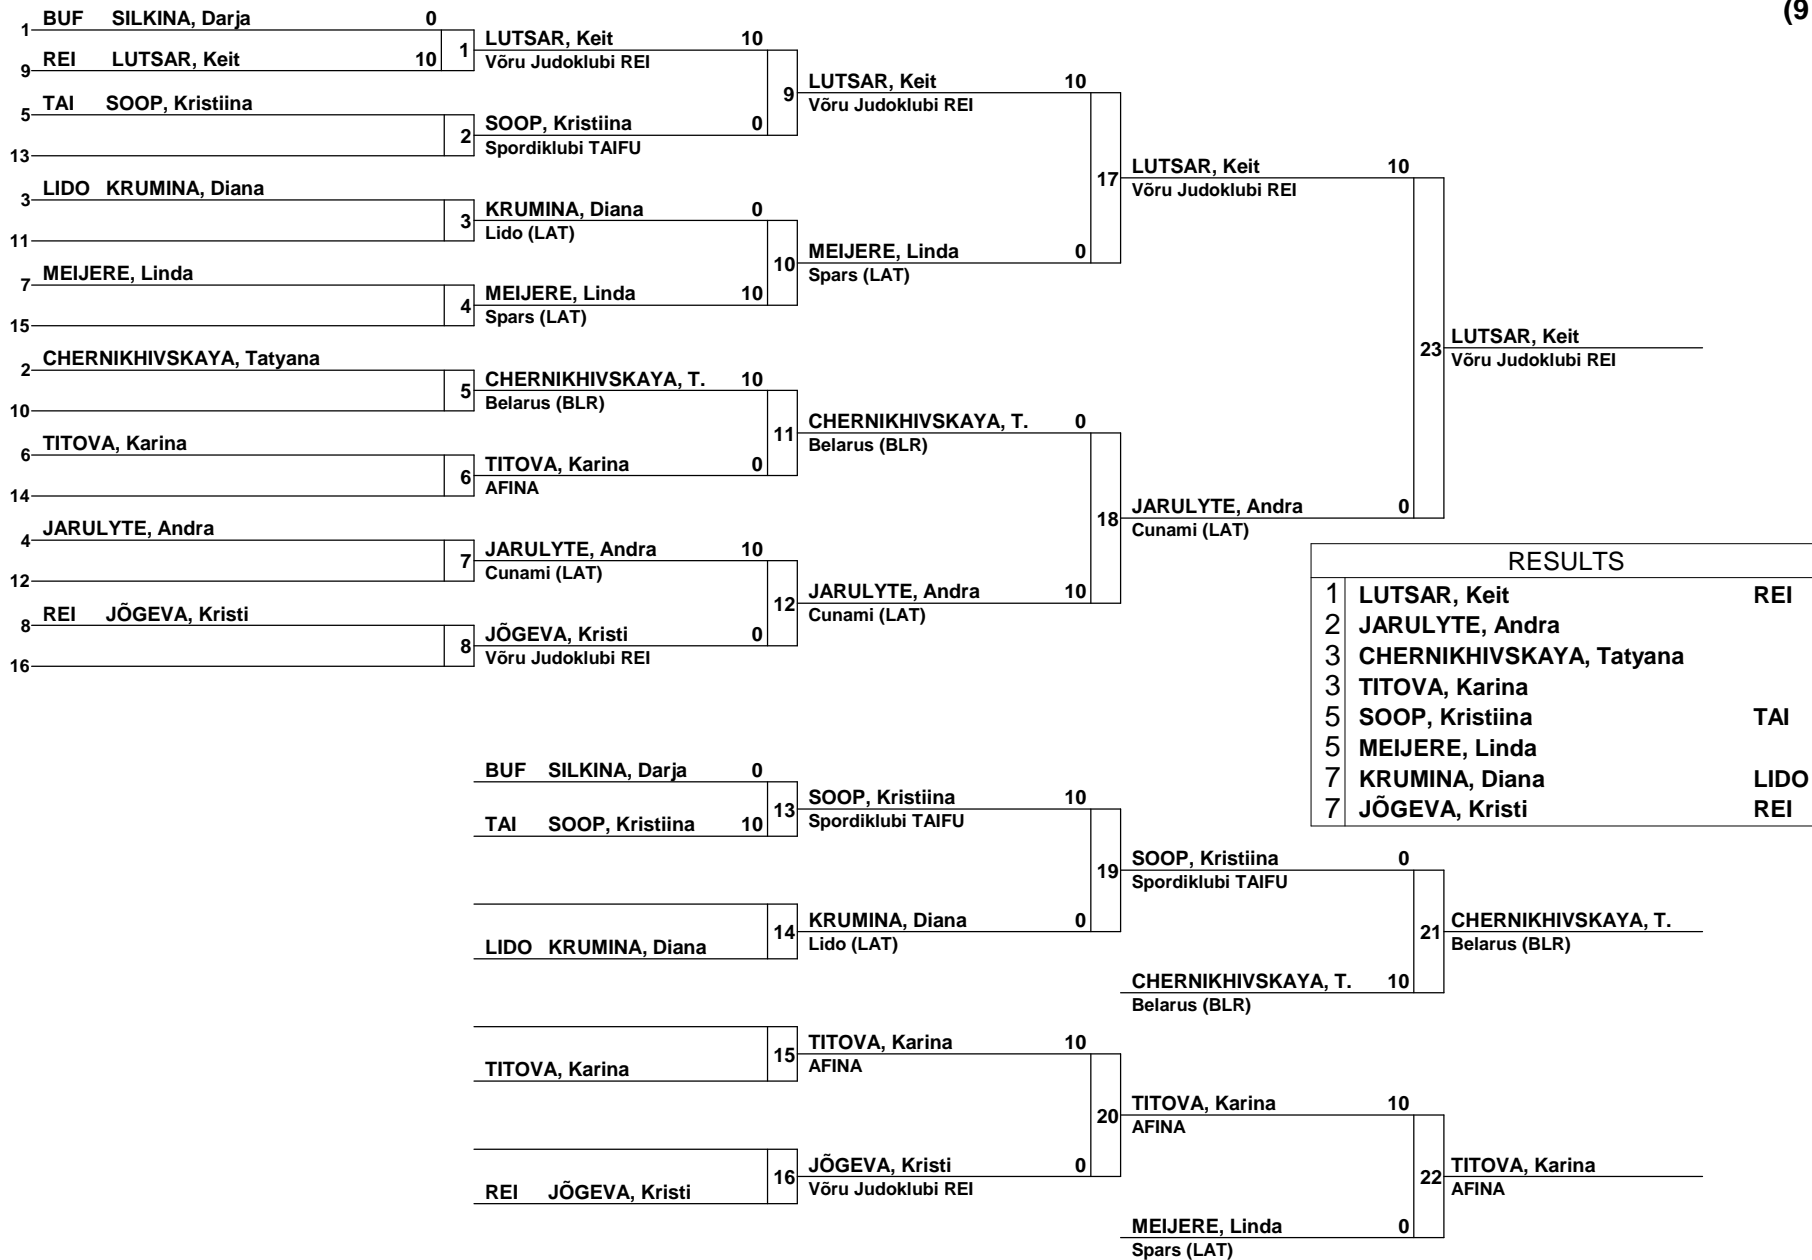 (9
1 BUF SILKINA, Darja 0
9 REI LUTSAR, Keit 10
1 LUTSAR, Keit 10
Võru Judoklubi REI
5 TAI SOOP, Kristiina
13
2 SOOP, Kristiina 0
Spordiklubi TAIFU
9 LUTSAR, Keit 10
Võru Judoklubi REI
3 LIDO KRUMINA, Diana
11
3 KRUMINA, Diana 0
Lido (LAT)
7 MEIJERE, Linda
15
4 MEIJERE, Linda 10
Spars (LAT)
10 MEIJERE, Linda 0
Spars (LAT)
17 LUTSAR, Keit 10
Võru Judoklubi REI
2 CHERNIKHIVSKAYA, Tatyana
10
5 CHERNIKHIVSKAYA, T. 10
Belarus (BLR)
6 TITOVA, Karina
14
6 TITOVA, Karina 0
AFINA
11 CHERNIKHIVSKAYA, T. 0
Belarus (BLR)
4 JARULYTE, Andra
12
7 JARULYTE, Andra 10
Cunami (LAT)
8 REI JÕGEVA, Kristi
16
8 JÕGEVA, Kristi 0
Võru Judoklubi REI
12 JARULYTE, Andra 10
Cunami (LAT)
18 JARULYTE, Andra 0
Cunami (LAT)
23 LUTSAR, Keit
Võru Judoklubi REI
RESULTS
1 LUTSAR, Keit REI
2 JARULYTE, Andra
3 CHERNIKHIVSKAYA, Tatyana
3 TITOVA, Karina
5 SOOP, Kristiina TAI
5 MEIJERE, Linda
7 KRUMINA, Diana LIDO
7 JÕGEVA, Kristi REI
BUF SILKINA, Darja 0
TAI SOOP, Kristiina 10
13 SOOP, Kristiina 10
Spordiklubi TAIFU
LIDO KRUMINA, Diana
14 KRUMINA, Diana 0
Lido (LAT)
19 SOOP, Kristiina 0
Spordiklubi TAIFU
CHERNIKHIVSKAYA, T. 10
Belarus (BLR)
21 CHERNIKHIVSKAYA, T.
Belarus (BLR)
TITOVA, Karina
15 TITOVA, Karina 10
AFINA
REI JÕGEVA, Kristi
16 JÕGEVA, Kristi 0
Võru Judoklubi REI
20 TITOVA, Karina 10
AFINA
MEIJERE, Linda 0
Spars (LAT)
22 TITOVA, Karina
AFINA